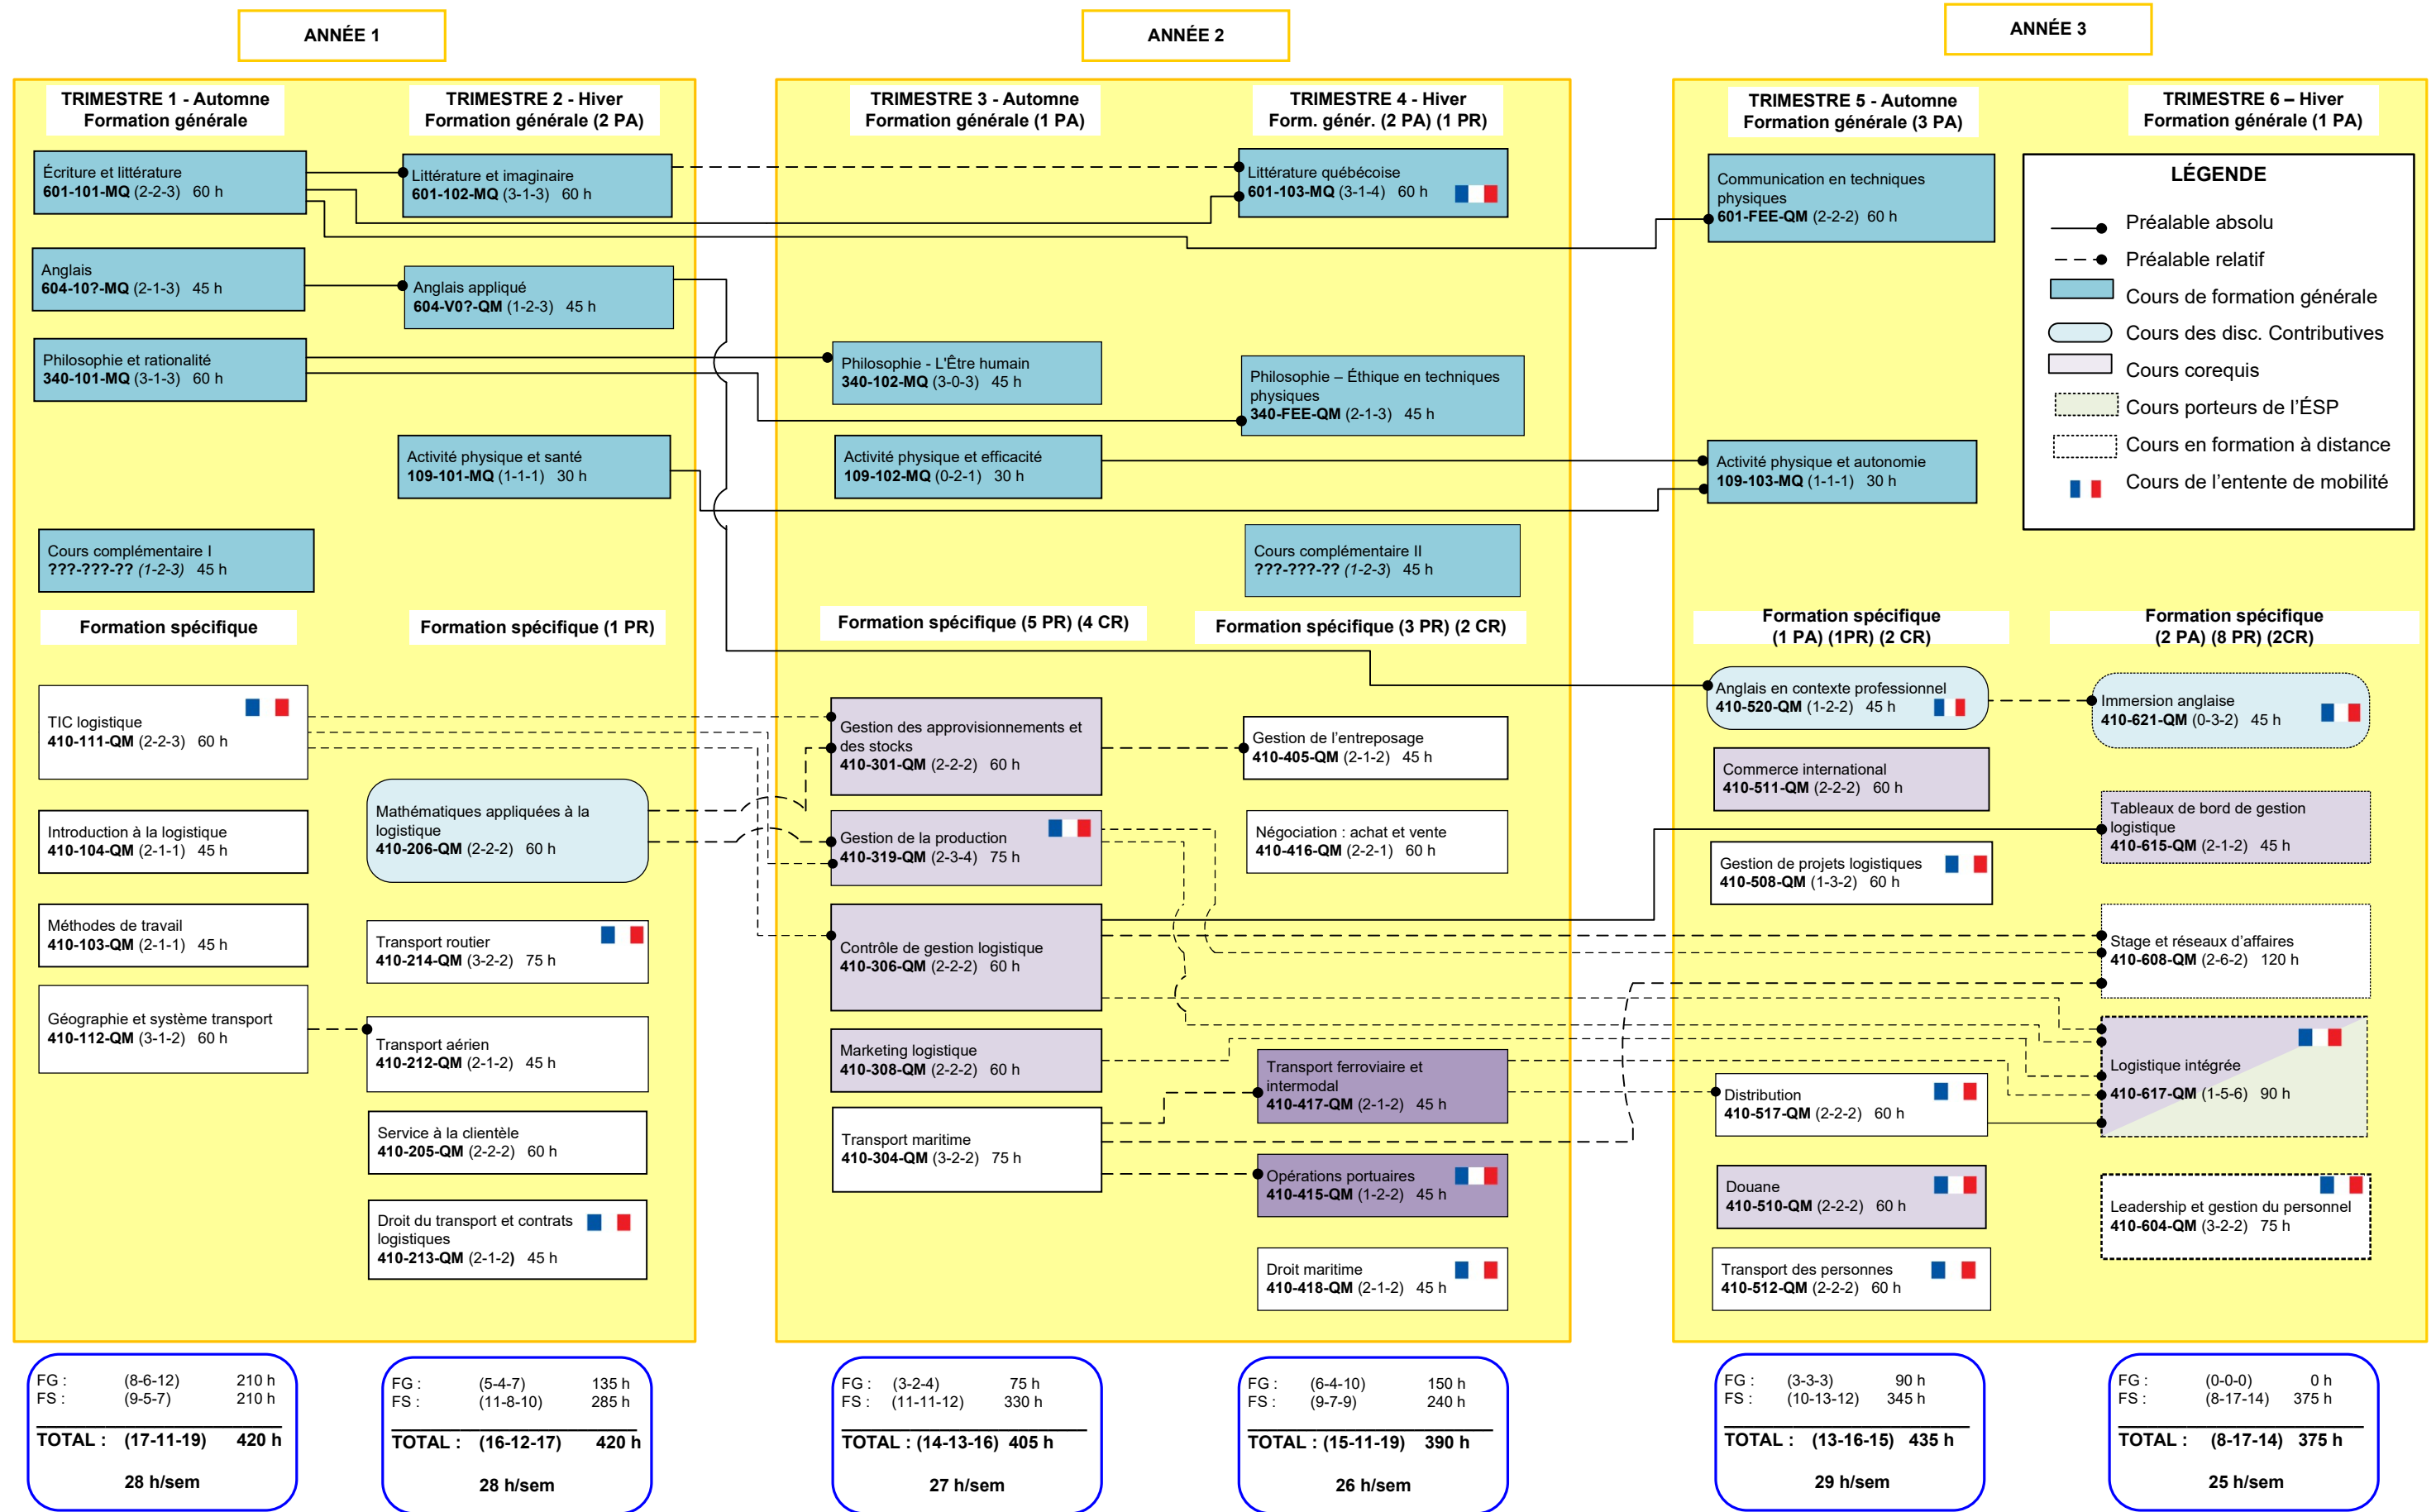 ANNÉE 1
ANNÉE 2
ANNÉE 3
TRIMESTRE 1 - Automne
Formation générale
TRIMESTRE 2 - Hiver
Formation générale (2 PA)
TRIMESTRE 3 - Automne
Formation générale (1 PA)
TRIMESTRE 4 - Hiver
Form. génér. (2 PA) (1 PR)
TRIMESTRE 5 - Automne
Formation générale (3 PA)
TRIMESTRE 6 – Hiver
Formation générale (1 PA)
Écriture et littérature
601-101-MQ (2-2-3) 60 h
Littérature et imaginaire
601-102-MQ (3-1-3) 60 h
Littérature québécoise
601-103-MQ (3-1-4) 60 h
Communication en techniques
physiques
601-FEE-QM (2-2-2) 60 h
LÉGENDE
Préalable absolu
Préalable relatif
Cours de formation générale
Cours des disc. Contributives
Cours corequis
Cours porteurs de l'ÉSP
Cours en formation à distance
Cours de l'entente de mobilité
Anglais
604-10?-MQ (2-1-3) 45 h
Anglais appliqué
604-V0?-QM (1-2-3) 45 h
Philosophie et rationalité
340-101-MQ (3-1-3) 60 h
Philosophie - L'Être humain
340-102-MQ (3-0-3) 45 h
Philosophie – Éthique en techniques
physiques
340-FEE-QM (2-1-3) 45 h
Activité physique et santé
109-101-MQ (1-1-1) 30 h
Activité physique et efficacité
109-102-MQ (0-2-1) 30 h
Activité physique et autonomie
109-103-MQ (1-1-1) 30 h
Cours complémentaire I
???-???-?? (1-2-3) 45 h
Cours complémentaire II
???-???-?? (1-2-3) 45 h
Formation spécifique
Formation spécifique (1 PR)
Formation spécifique (5 PR) (4 CR)
Formation spécifique (3 PR) (2 CR)
Formation spécifique
(1 PA) (1PR) (2 CR)
Formation spécifique
(2 PA) (8 PR) (2CR)
TIC logistique
410-111-QM (2-2-3) 60 h
Introduction à la logistique
410-104-QM (2-1-1) 45 h
Méthodes de travail
410-103-QM (2-1-1) 45 h
Géographie et système transport
410-112-QM (3-1-2) 60 h
Mathématiques appliquées à la
logistique
410-206-QM (2-2-2) 60 h
Transport routier
410-214-QM (3-2-2) 75 h
Transport aérien
410-212-QM (2-1-2) 45 h
Service à la clientèle
410-205-QM (2-2-2) 60 h
Droit du transport et contrats
logistiques
410-213-QM (2-1-2) 45 h
Gestion des approvisionnements et
des stocks
410-301-QM (2-2-2) 60 h
Gestion de la production
410-319-QM (2-3-4) 75 h
Contrôle de gestion logistique
410-306-QM (2-2-2) 60 h
Marketing logistique
410-308-QM (2-2-2) 60 h
Transport maritime
410-304-QM (3-2-2) 75 h
Gestion de l'entreposage
410-405-QM (2-1-2) 45 h
Négociation : achat et vente
410-416-QM (2-2-1) 60 h
Transport ferroviaire et
intermodal
410-417-QM (2-1-2) 45 h
Opérations portuaires
410-415-QM (1-2-2) 45 h
Droit maritime
410-418-QM (2-1-2) 45 h
Anglais en contexte professionnel
410-520-QM (1-2-2) 45 h
Commerce international
410-511-QM (2-2-2) 60 h
Gestion de projets logistiques
410-508-QM (1-3-2) 60 h
Distribution
410-517-QM (2-2-2) 60 h
Douane
410-510-QM (2-2-2) 60 h
Transport des personnes
410-512-QM (2-2-2) 60 h
Immersion anglaise
410-621-QM (0-3-2) 45 h
Tableaux de bord de gestion
logistique
410-615-QM (2-1-2) 45 h
Stage et réseaux d'affaires
410-608-QM (2-6-2) 120 h
Logistique intégrée
410-617-QM (1-5-6) 90 h
Leadership et gestion du personnel
410-604-QM (3-2-2) 75 h
FG : (8-6-12) 210 h
FS : (9-5-7) 210 h
TOTAL : (17-11-19) 420 h
28 h/sem
FG : (5-4-7) 135 h
FS : (11-8-10) 285 h
TOTAL : (16-12-17) 420 h
28 h/sem
FG : (3-2-4) 75 h
FS : (11-11-12) 330 h
TOTAL : (14-13-16) 405 h
27 h/sem
FG : (6-4-10) 150 h
FS : (9-7-9) 240 h
TOTAL : (15-11-19) 390 h
26 h/sem
FG : (3-3-3) 90 h
FS : (10-13-12) 345 h
TOTAL : (13-16-15) 435 h
29 h/sem
FG : (0-0-0) 0 h
FS : (8-17-14) 375 h
TOTAL : (8-17-14) 375 h
25 h/sem